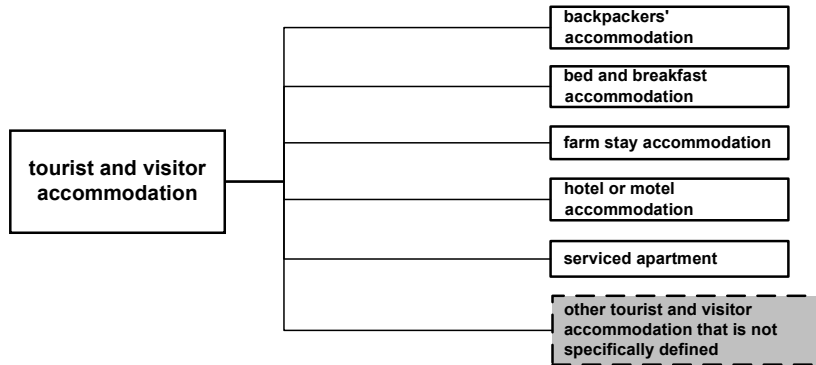 backpackers'
accommodation
bed and breakfast
accommodation
farm stay accommodation
tourist and visitor
accommodation
hotel or motel
accommodation
serviced apartment
other tourist and visitor
accommodation that is not
specifically defined